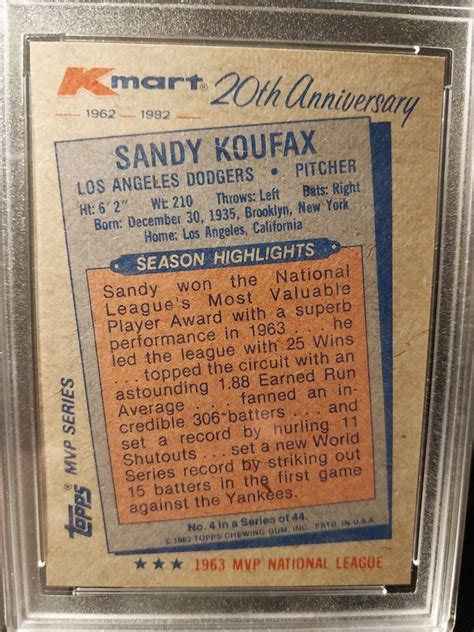 Kmart® 20th Anniversary
1962 — 1982
SANDY KOUFAX
LOS ANGELES DODGERS • PITCHER
Ht: 6'2" Wt: 210 Throws: Left Bats: Right
Born: December 30, 1935, Brooklyn, New York
Home: Los Angeles, California
SEASON HIGHLIGHTS
Sandy won the National
League's Most Valuable
Player Award with a superb
performance in 1963 . . . he
led the league with 25 Wins
. . . topped the circuit with an
astounding 1.88 Earned Run
Average . . . fanned an in-
credible 306-batters . . . and
set a record by hurling 11
Shutouts . . . set a new World
Series record by striking out
15 batters in the first game
against the Yankees.
No. 4 in a Series of 44.
© 1982 TOPPS CHEWING GUM, INC. PRTD. IN U.S.A.
★★★ 1963 MVP NATIONAL LEAGUE
TOPPS® MVP SERIES